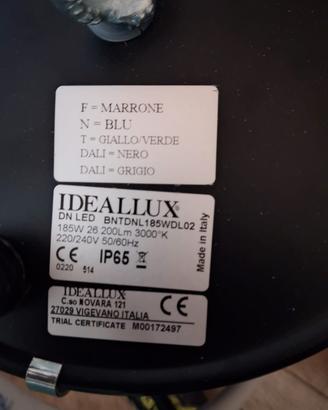 F = MARRONE
N = BLU
T = GIALLO/VERDE
DALI = NERO
DALI = GRIGIO
IDEALLUX®
DN LED BNTDNL185WDL02
185W 26.200Lm 3000°K
220/240V 50/60Hz
CE IP65
0220 514
Made in Italy
IDEALLUX
C.so NOVARA 121
27029 VIGEVANO ITALIA
CE
TRIAL CERTIFICATE M00172497